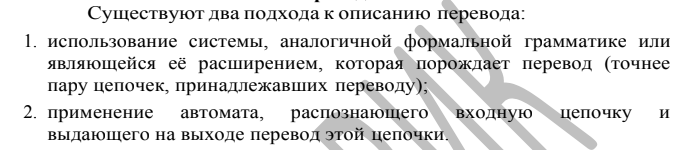 Существуют два подхода к описанию перевода:
1. использование системы, аналогичной формальной грамматике или
являющейся её расширением, которая порождает перевод (точнее
пару цепочек, принадлежавших переводу);
2. применение автомата, распознающего входную цепочку и
выдающего на выходе перевод этой цепочки.